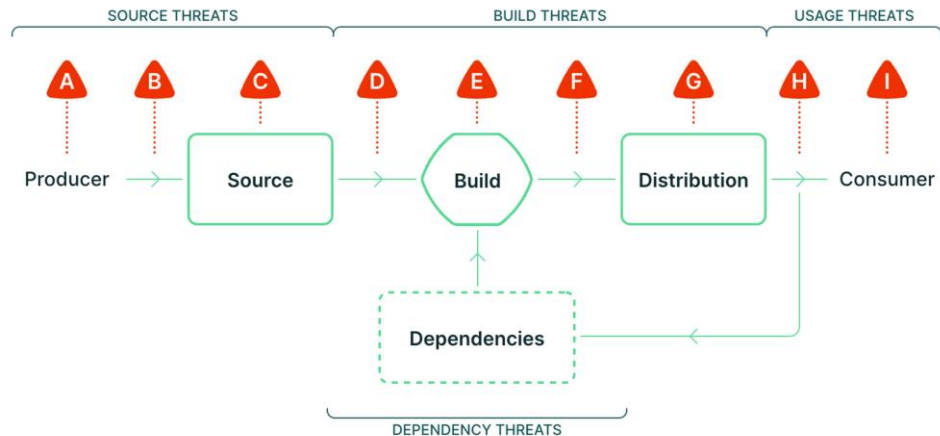 SOURCE THREATS BUILD THREATS USAGE THREATS
A B C D E F G H I
Producer Source Build Distribution Consumer
Dependencies
DEPENDENCY THREATS